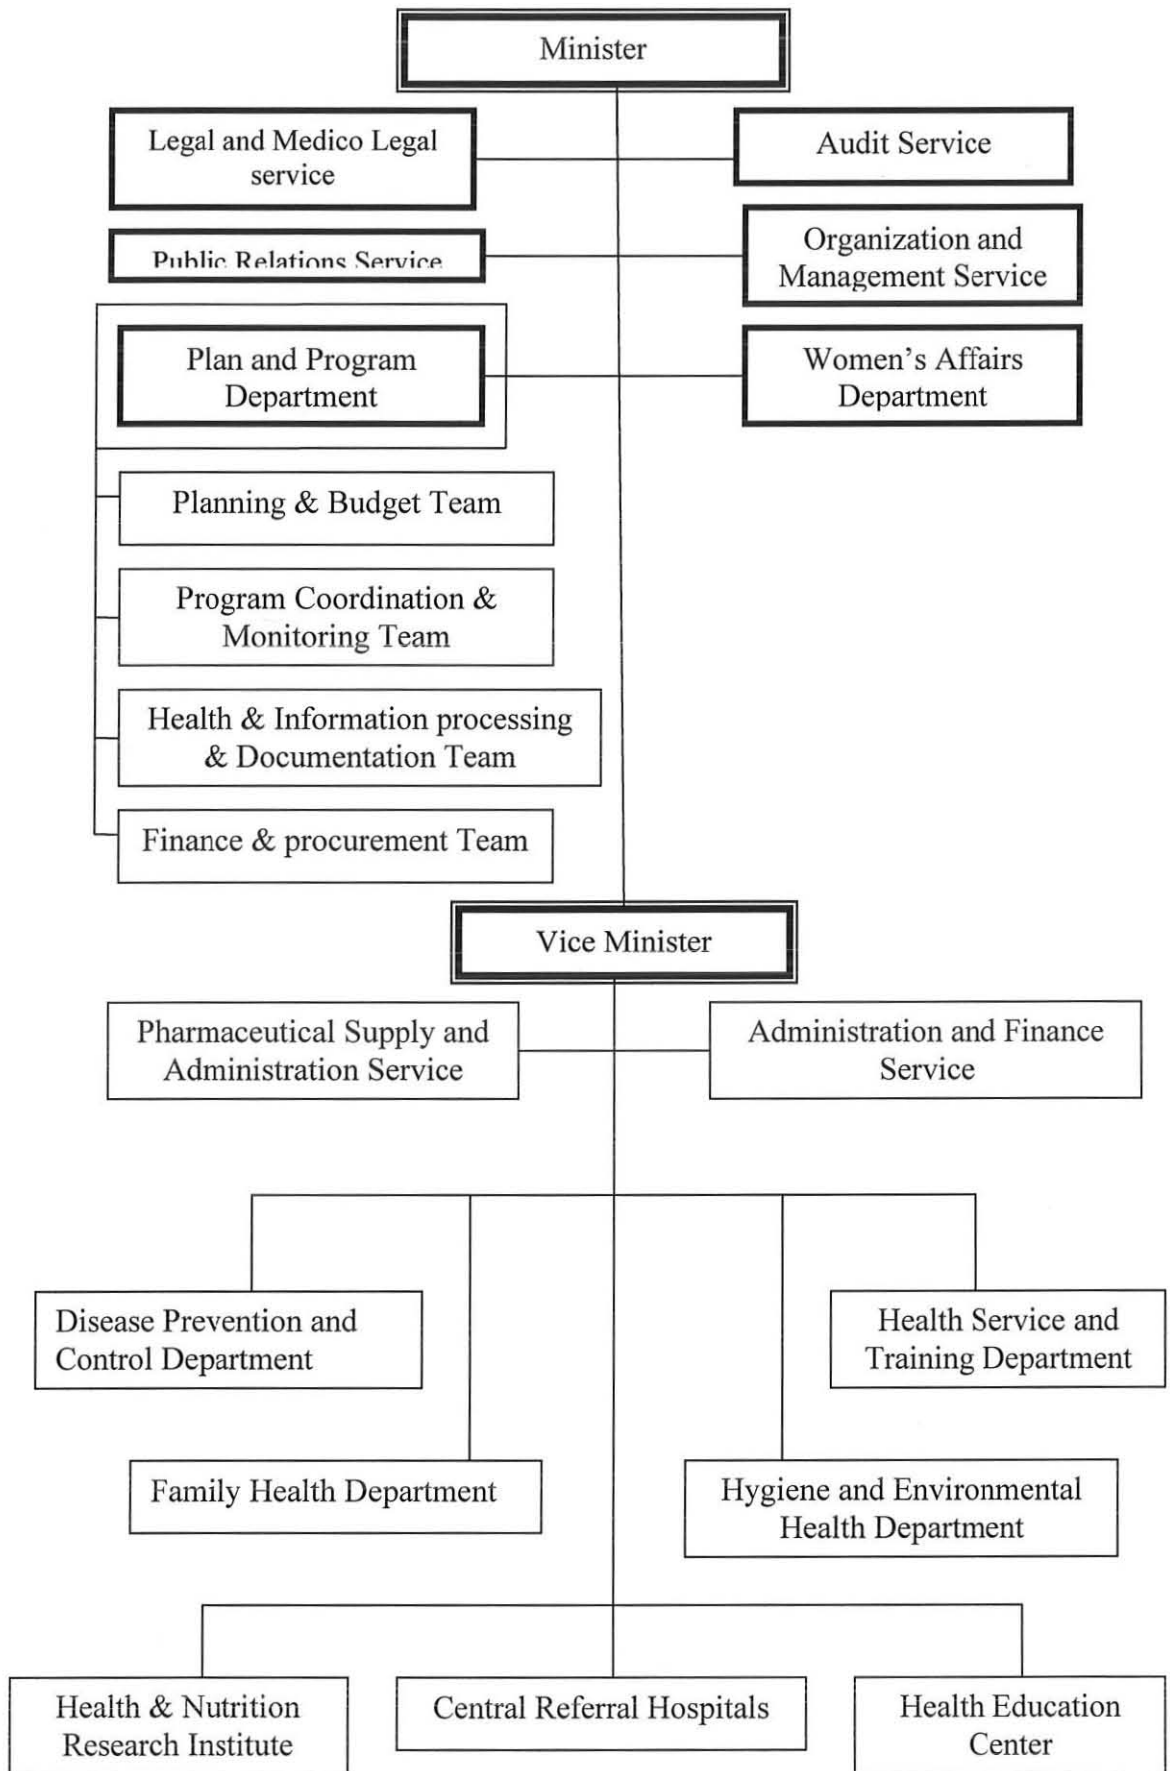 Minister
Legal and Medico Legal
service
Audit Service
Public Relations Service
Organization and
Management Service
Plan and Program
Department
Women's Affairs
Department
Planning & Budget Team
Program Coordination &
Monitoring Team
Health & Information processing
& Documentation Team
Finance & procurement Team
Vice Minister
Pharmaceutical Supply and
Administration Service
Administration and Finance
Service
Disease Prevention and
Control Department
Health Service and
Training Department
Family Health Department
Hygiene and Environmental
Health Department
Health & Nutrition
Research Institute
Central Referral Hospitals
Health Education
Center